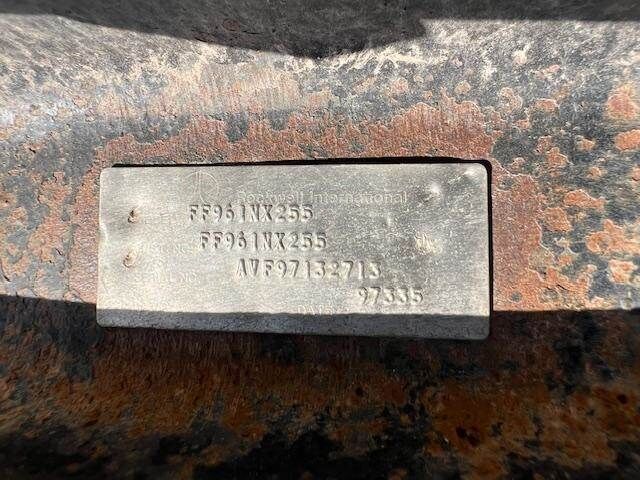 Rockwell International
FF961NX255
FF961NX255
AVF97132713
97335